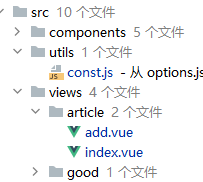 src 10 个文件
components 5 个文件
utils 1 个文件
const.js - 从 options.js
views 4 个文件
article 2 个文件
add.vue
index.vue
good 1 个文件